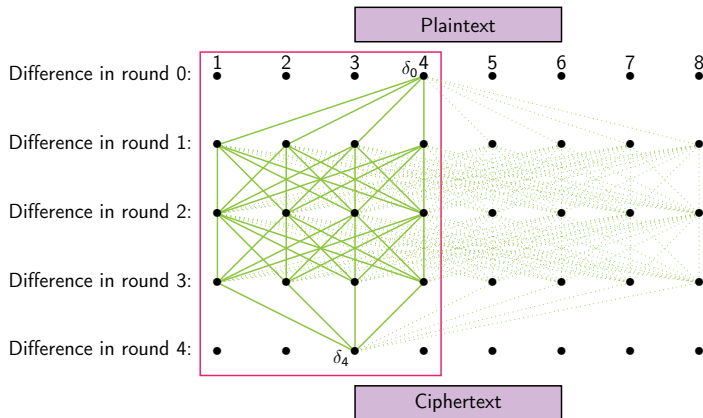 Plaintext
1 2 3 4 5 6 7 8
Difference in round 0: δ0
Difference in round 1:
Difference in round 2:
Difference in round 3:
Difference in round 4: δ4
Ciphertext